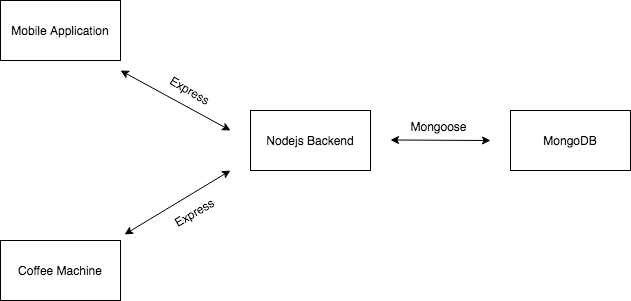 Mobile Application
Express
Nodejs Backend
Mongoose
MongoDB
Express
Coffee Machine